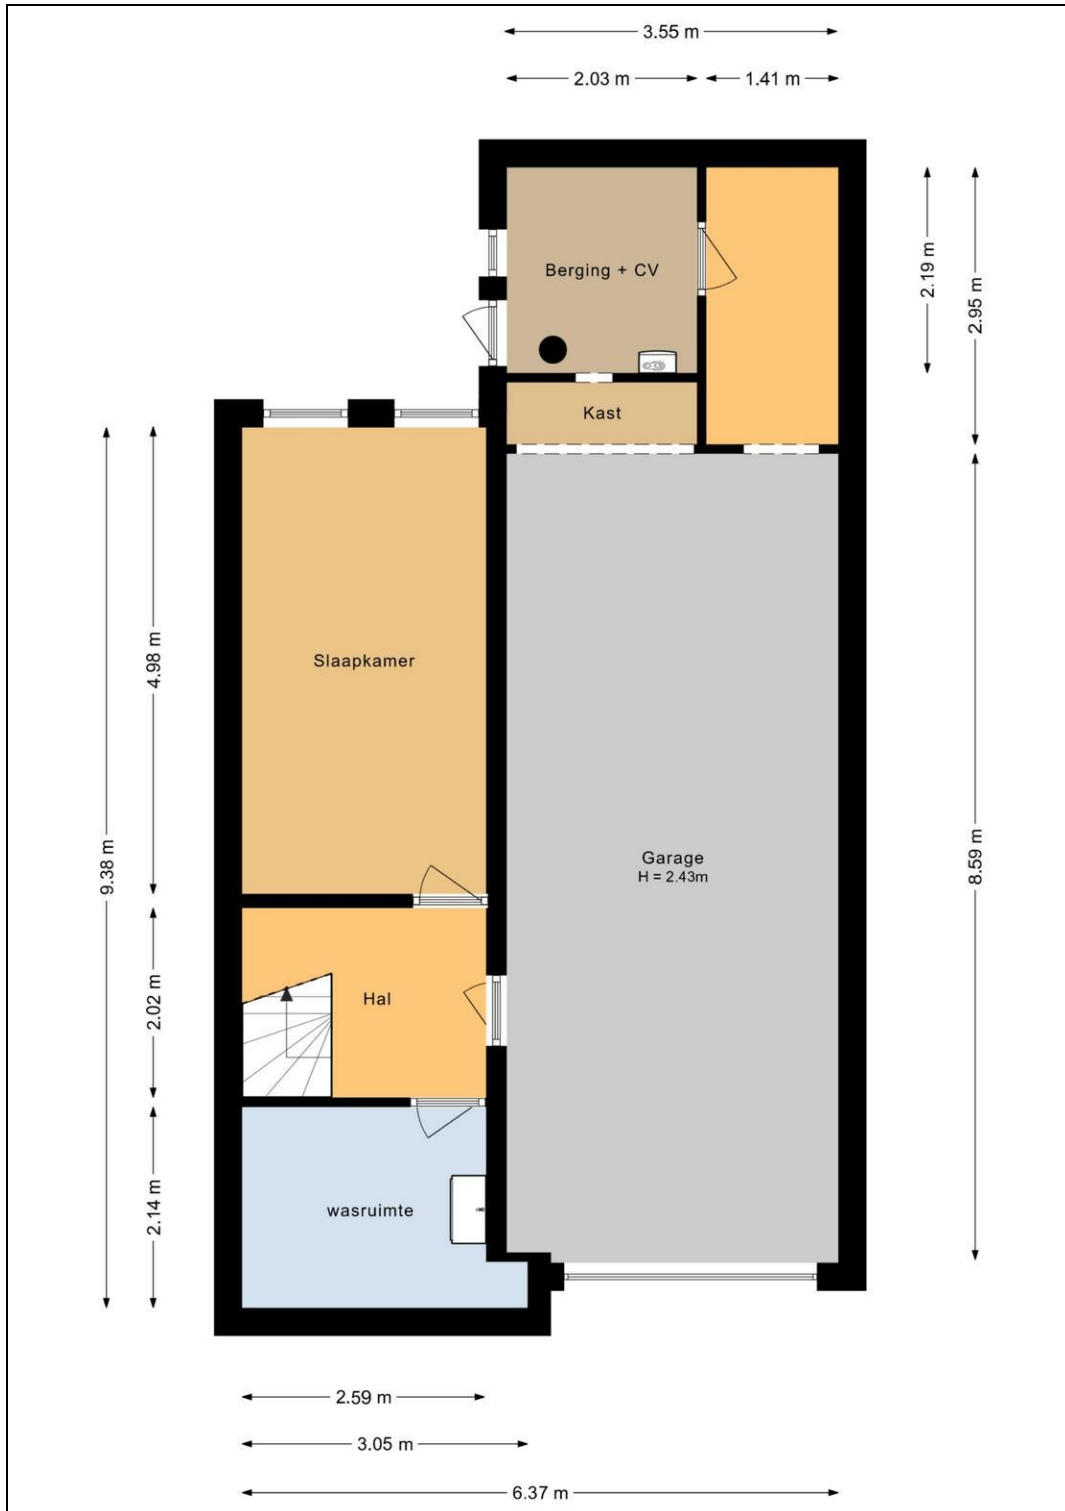 3.55 m
2.03 m
1.41 m
2.19 m
2.95 m
Berging + CV
Kast
4.98 m
Slaapkamer
9.38 m
Garage
H = 2.43m
8.59 m
2.02 m
Hal
2.14 m
wasruimte
2.59 m
3.05 m
6.37 m